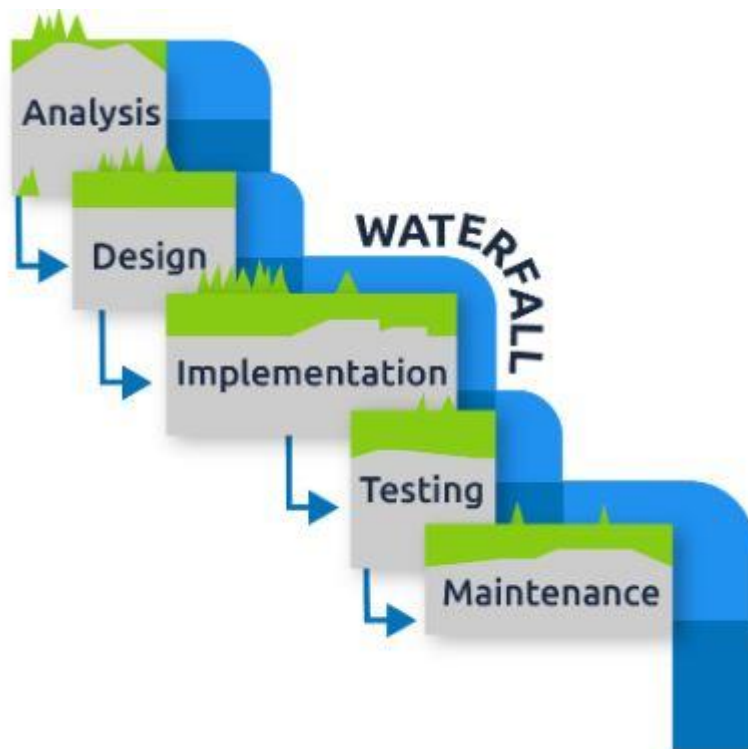 Analysis
Design
WATERFALL
Implementation
Testing
Maintenance